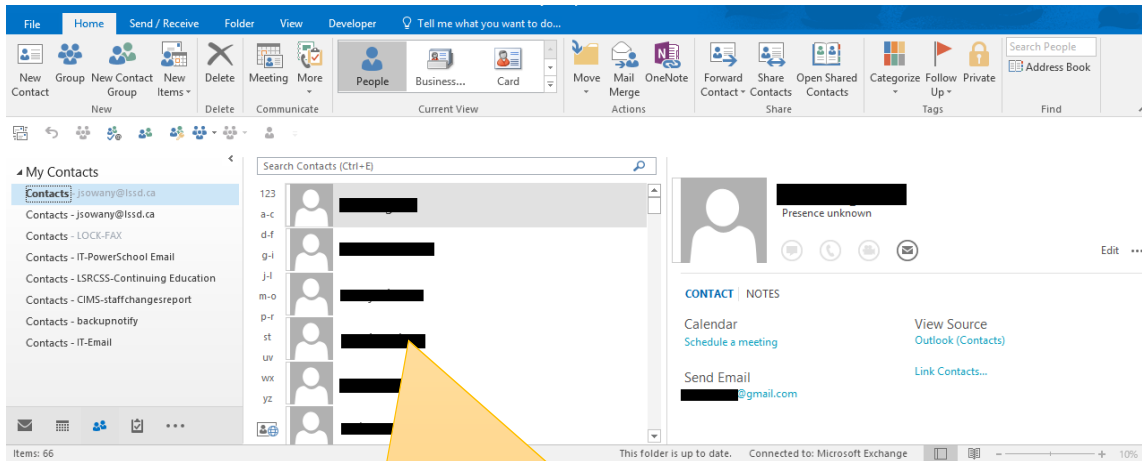 File Home Send / Receive Folder View Developer Tell me what you want to do...
New Contact
Group
New Contact Group
New Items
Delete
Meeting
More
People
Business...
Card
Move
Mail Merge
OneNote
Forward Contact
Share Contacts
Open Shared Contacts
Categorize
Follow Up
Private
Search People
Address Book
New Delete Communicate Current View Actions Share Tags Find
My Contacts
Contacts - jsowany@lssd.ca
Contacts - jsowany@lssd.ca
Contacts - LOCK-FAX
Contacts - IT-PowerSchool Email
Contacts - LSRCSS-Continuing Education
Contacts - CIMS-staffchangesreport
Contacts - backupnotify
Contacts - IT-Email
Search Contacts (Ctrl+E)
123
a-c
d-f
g-i
j-l
m-o
p-r
st
uv
wx
yz
Presence unknown
Edit
CONTACT NOTES
Calendar
Schedule a meeting
View Source
Outlook (Contacts)
Link Contacts...
Send Email
@gmail.com
Items: 66 This folder is up to date. Connected to: Microsoft Exchange 10%